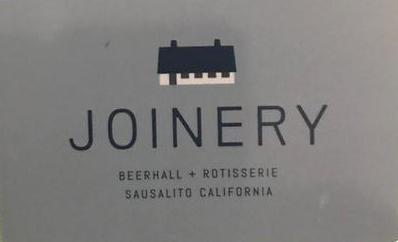 JOINERY
BEERHALL + ROTISSERIE
SAUSALITO CALIFORNIA